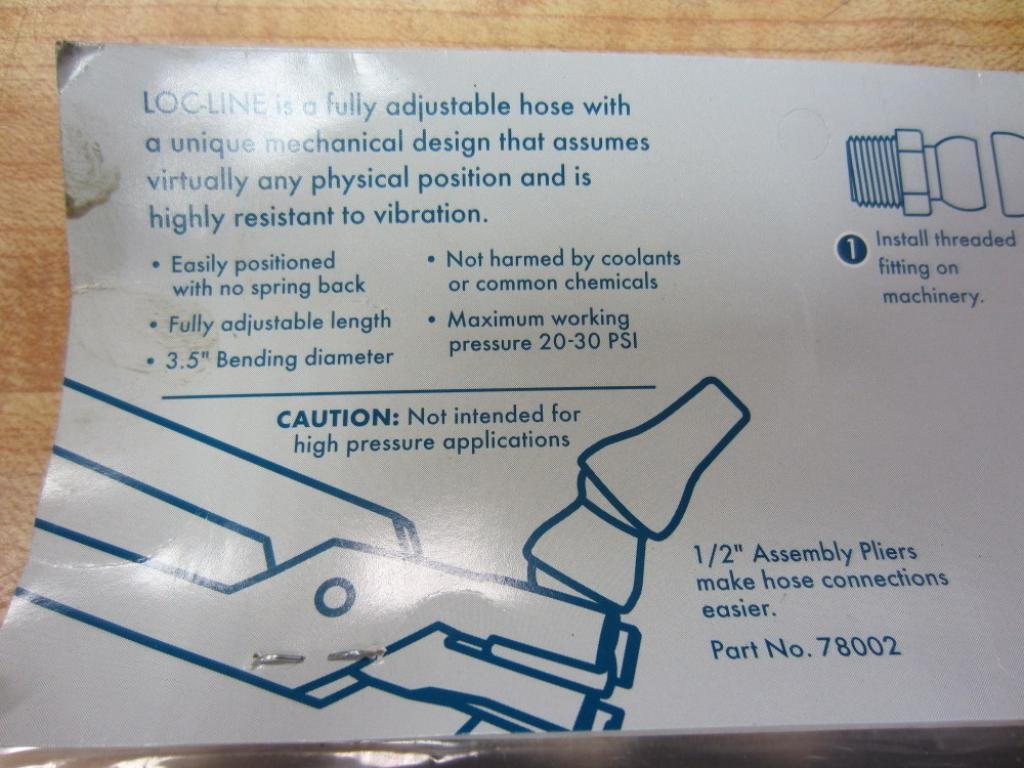 LOC-LINE is a fully adjustable hose with
a unique mechanical design that assumes
virtually any physical position and is
highly resistant to vibration.
• Easily positioned
with no spring back
• Fully adjustable length
• 3.5" Bending diameter
• Not harmed by coolants
or common chemicals
• Maximum working
pressure 20-30 PSI
CAUTION: Not intended for
high pressure applications
1 Install threaded
fitting on
machinery.
1/2" Assembly Pliers
make hose connections
easier.
Part No. 78002